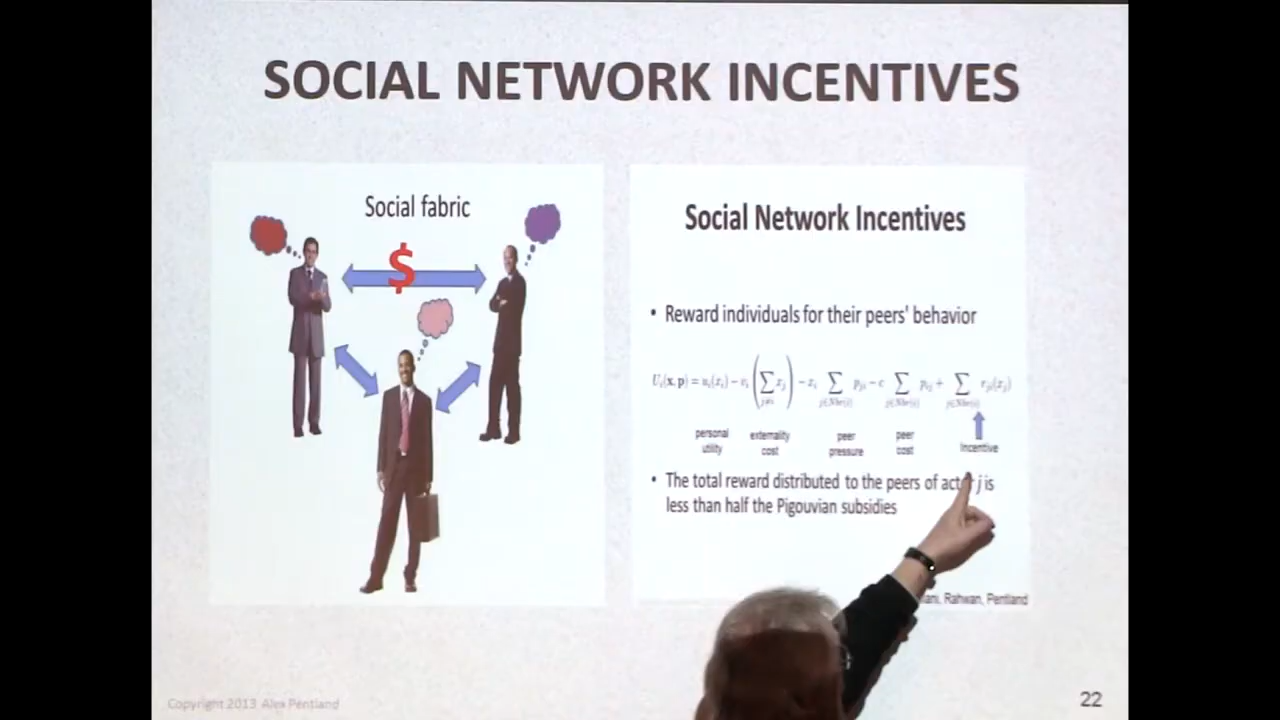 SOCIAL NETWORK INCENTIVES
Social fabric
$
Social Network Incentives
• Reward individuals for their peers' behavior
personal
utility
externality
cost
peer
pressure
peer
cost
Incentive
• The total reward distributed to the peers of actor j is
less than half the Pigouvian subsidies
Rahwan, Pentland
Copyright 2013 Alex Pentland
22